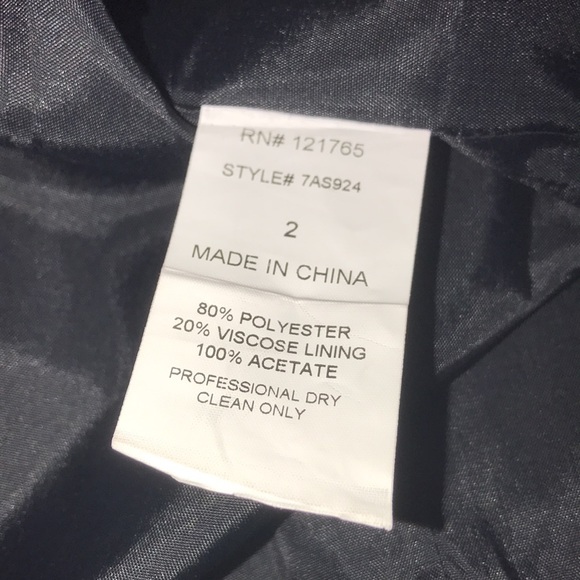 RN# 121765
STYLE# 7AS924
2
MADE IN CHINA
80% POLYESTER
20% VISCOSE LINING
100% ACETATE
PROFESSIONAL DRY
CLEAN ONLY